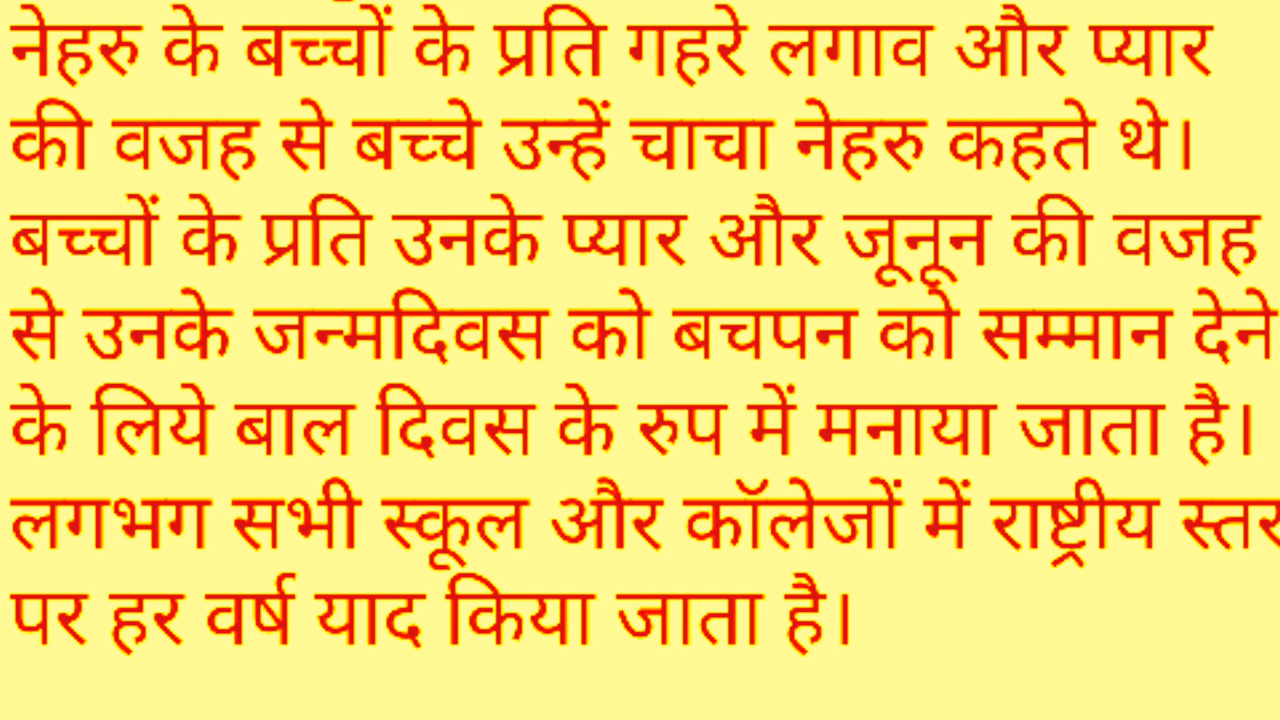 नेहरु के बच्चों के प्रति गहरे लगाव और प्यार
की वजह से बच्चे उन्हें चाचा नेहरु कहते थे।
बच्चों के प्रति उनके प्यार और जूनून की वजह
से उनके जन्मदिवस को बचपन को सम्मान देने
के लिये बाल दिवस के रुप में मनाया जाता है।
लगभग सभी स्कूल और कॉलेजों में राष्ट्रीय स्तर
पर हर वर्ष याद किया जाता है।